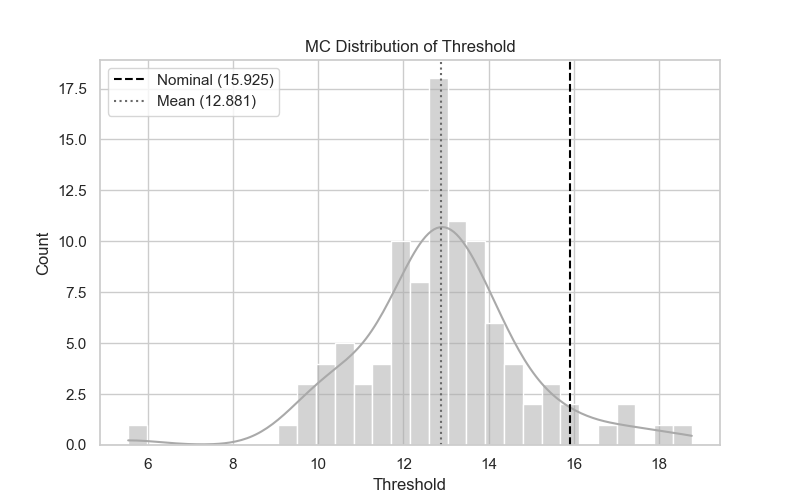 MC Distribution of Threshold
Nominal (15.925)
Mean (12.881)
17.5
15.0
12.5
10.0
7.5
5.0
2.5
0.0
Count
6 8 10 12 14 16 18
Threshold